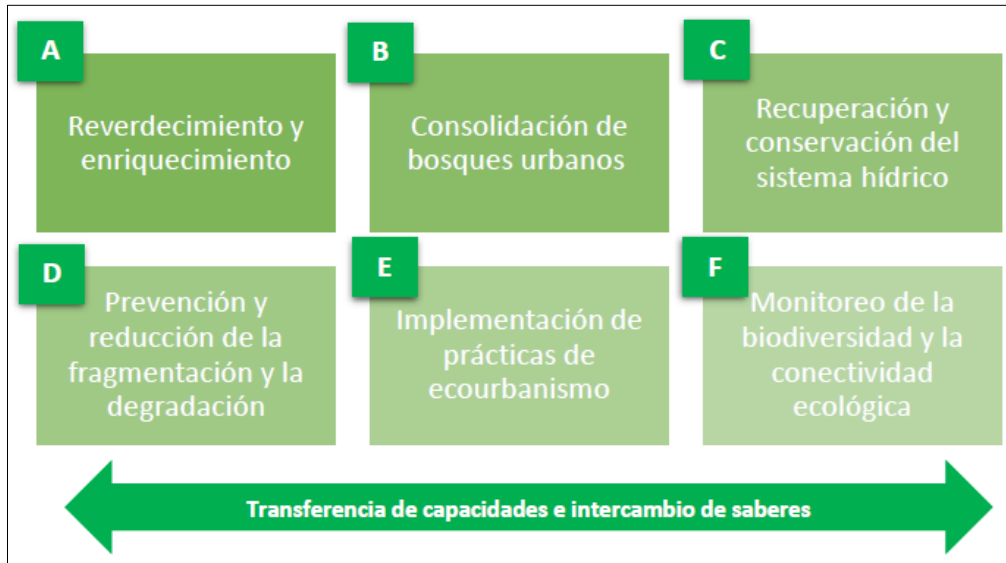 A
Reverdecimiento y
enriquecimiento
B
Consolidación de
bosques urbanos
C
Recuperación y
conservación del
sistema hídrico
D
Prevención y
reducción de la
fragmentación y la
degradación
E
Implementación de
prácticas de
ecourbanismo
F
Monitoreo de la
biodiversidad y la
conectividad
ecológica
Transferencia de capacidades e intercambio de saberes